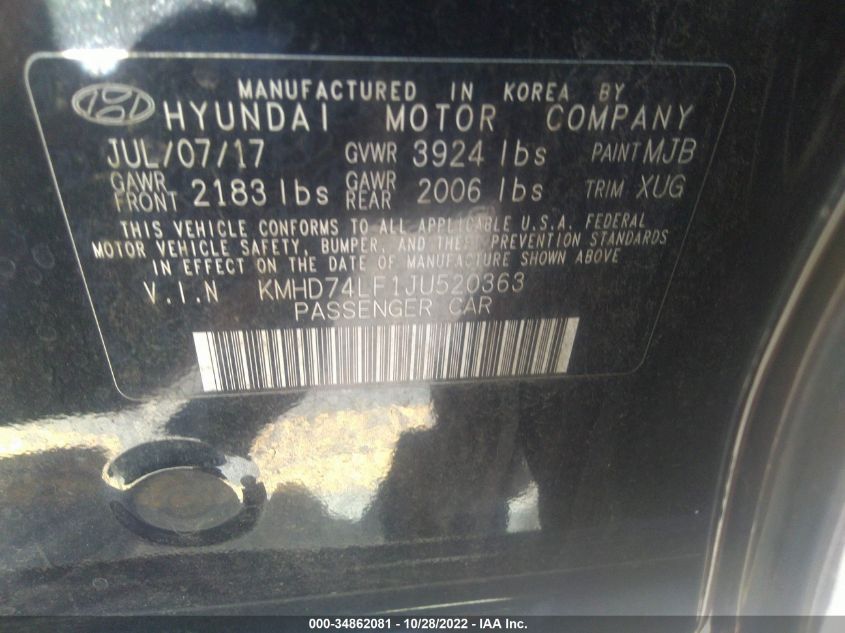 MANUFACTURED IN KOREA BY
HYUNDAI MOTOR COMPANY
JUL/07/17 GVWR 3924 lbs PAINT MJB
GAWR FRONT 2183 lbs GAWR REAR 2006 lbs TRIM XUG
THIS VEHICLE CONFORMS TO ALL APPLICABLE U.S.A. FEDERAL
MOTOR VEHICLE SAFETY, BUMPER, AND THEFT PREVENTION STANDARDS
IN EFFECT ON THE DATE OF MANUFACTURE SHOWN ABOVE
V.I.N KMHD74LF1JU520363
PASSENGER CAR
000-34862081 - 10/28/2022 - IAA Inc.